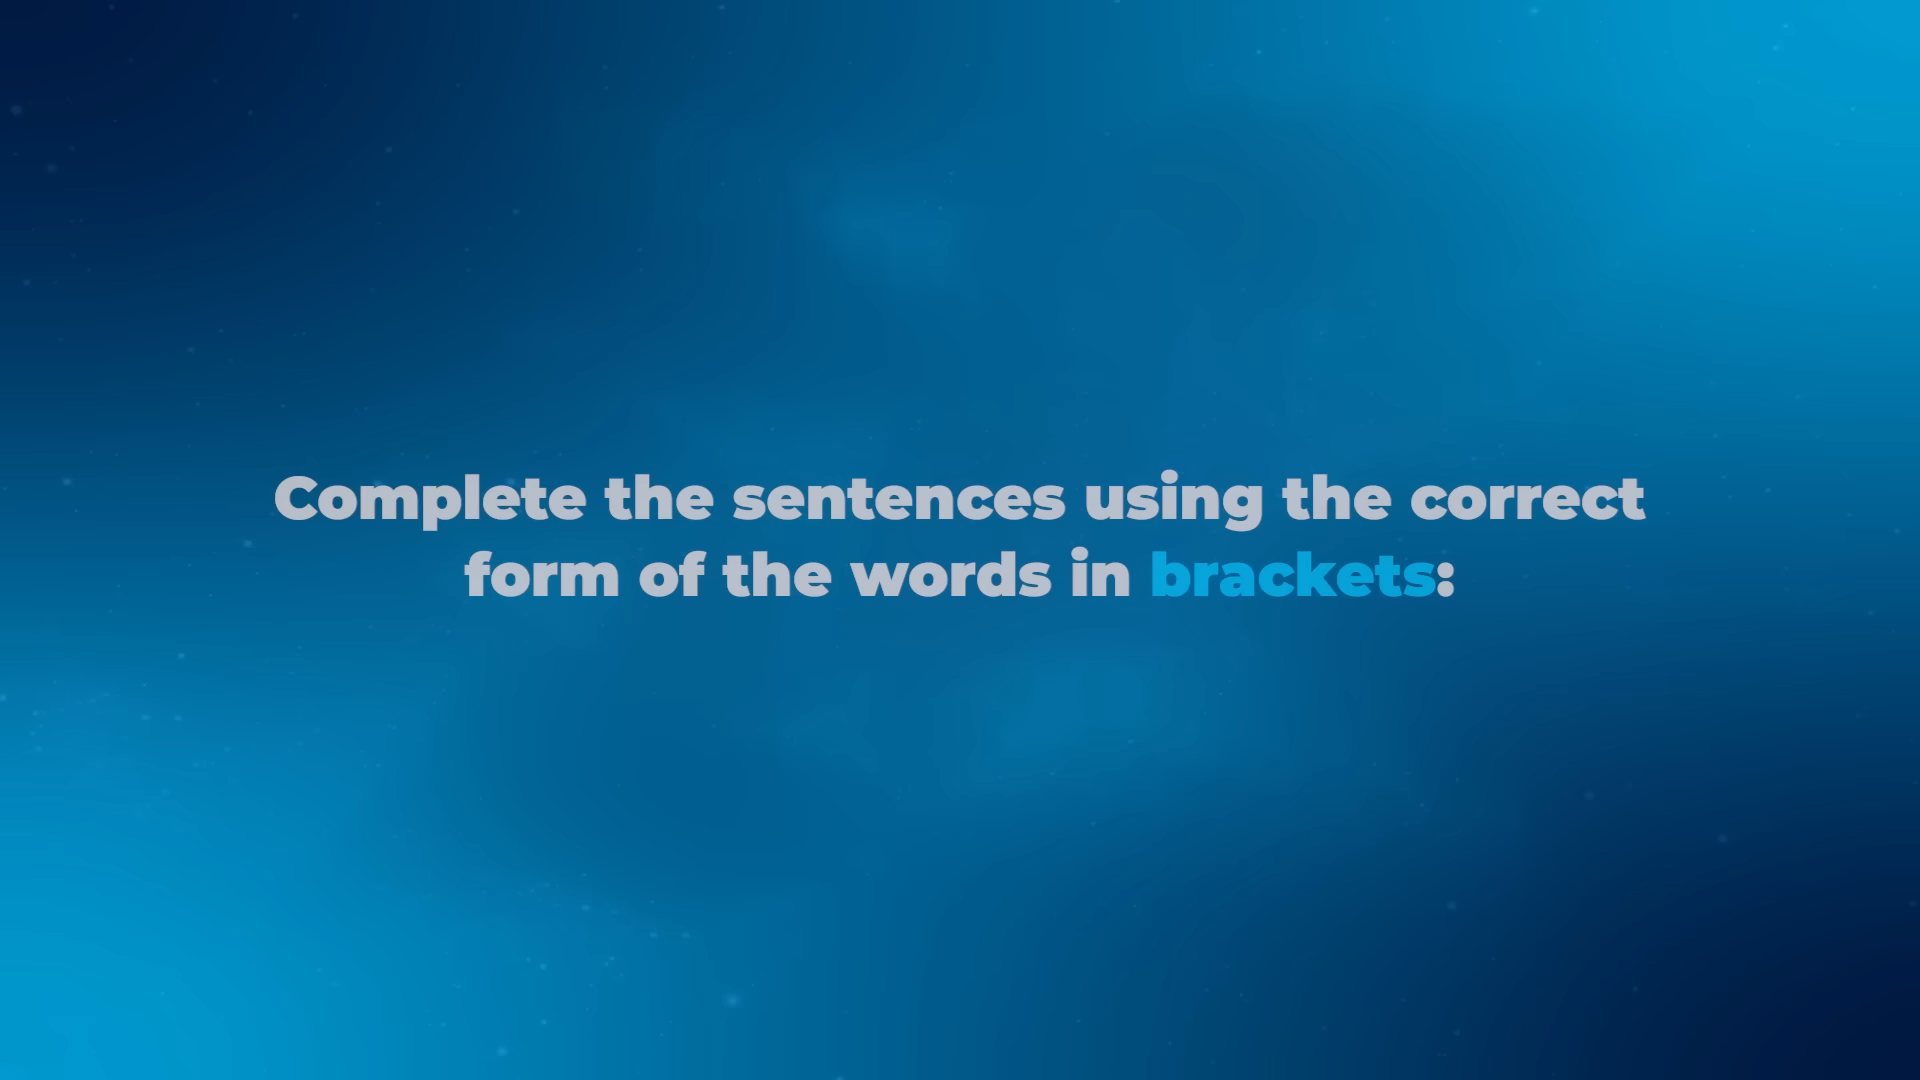 Complete the sentences using the correct
form of the words in brackets: